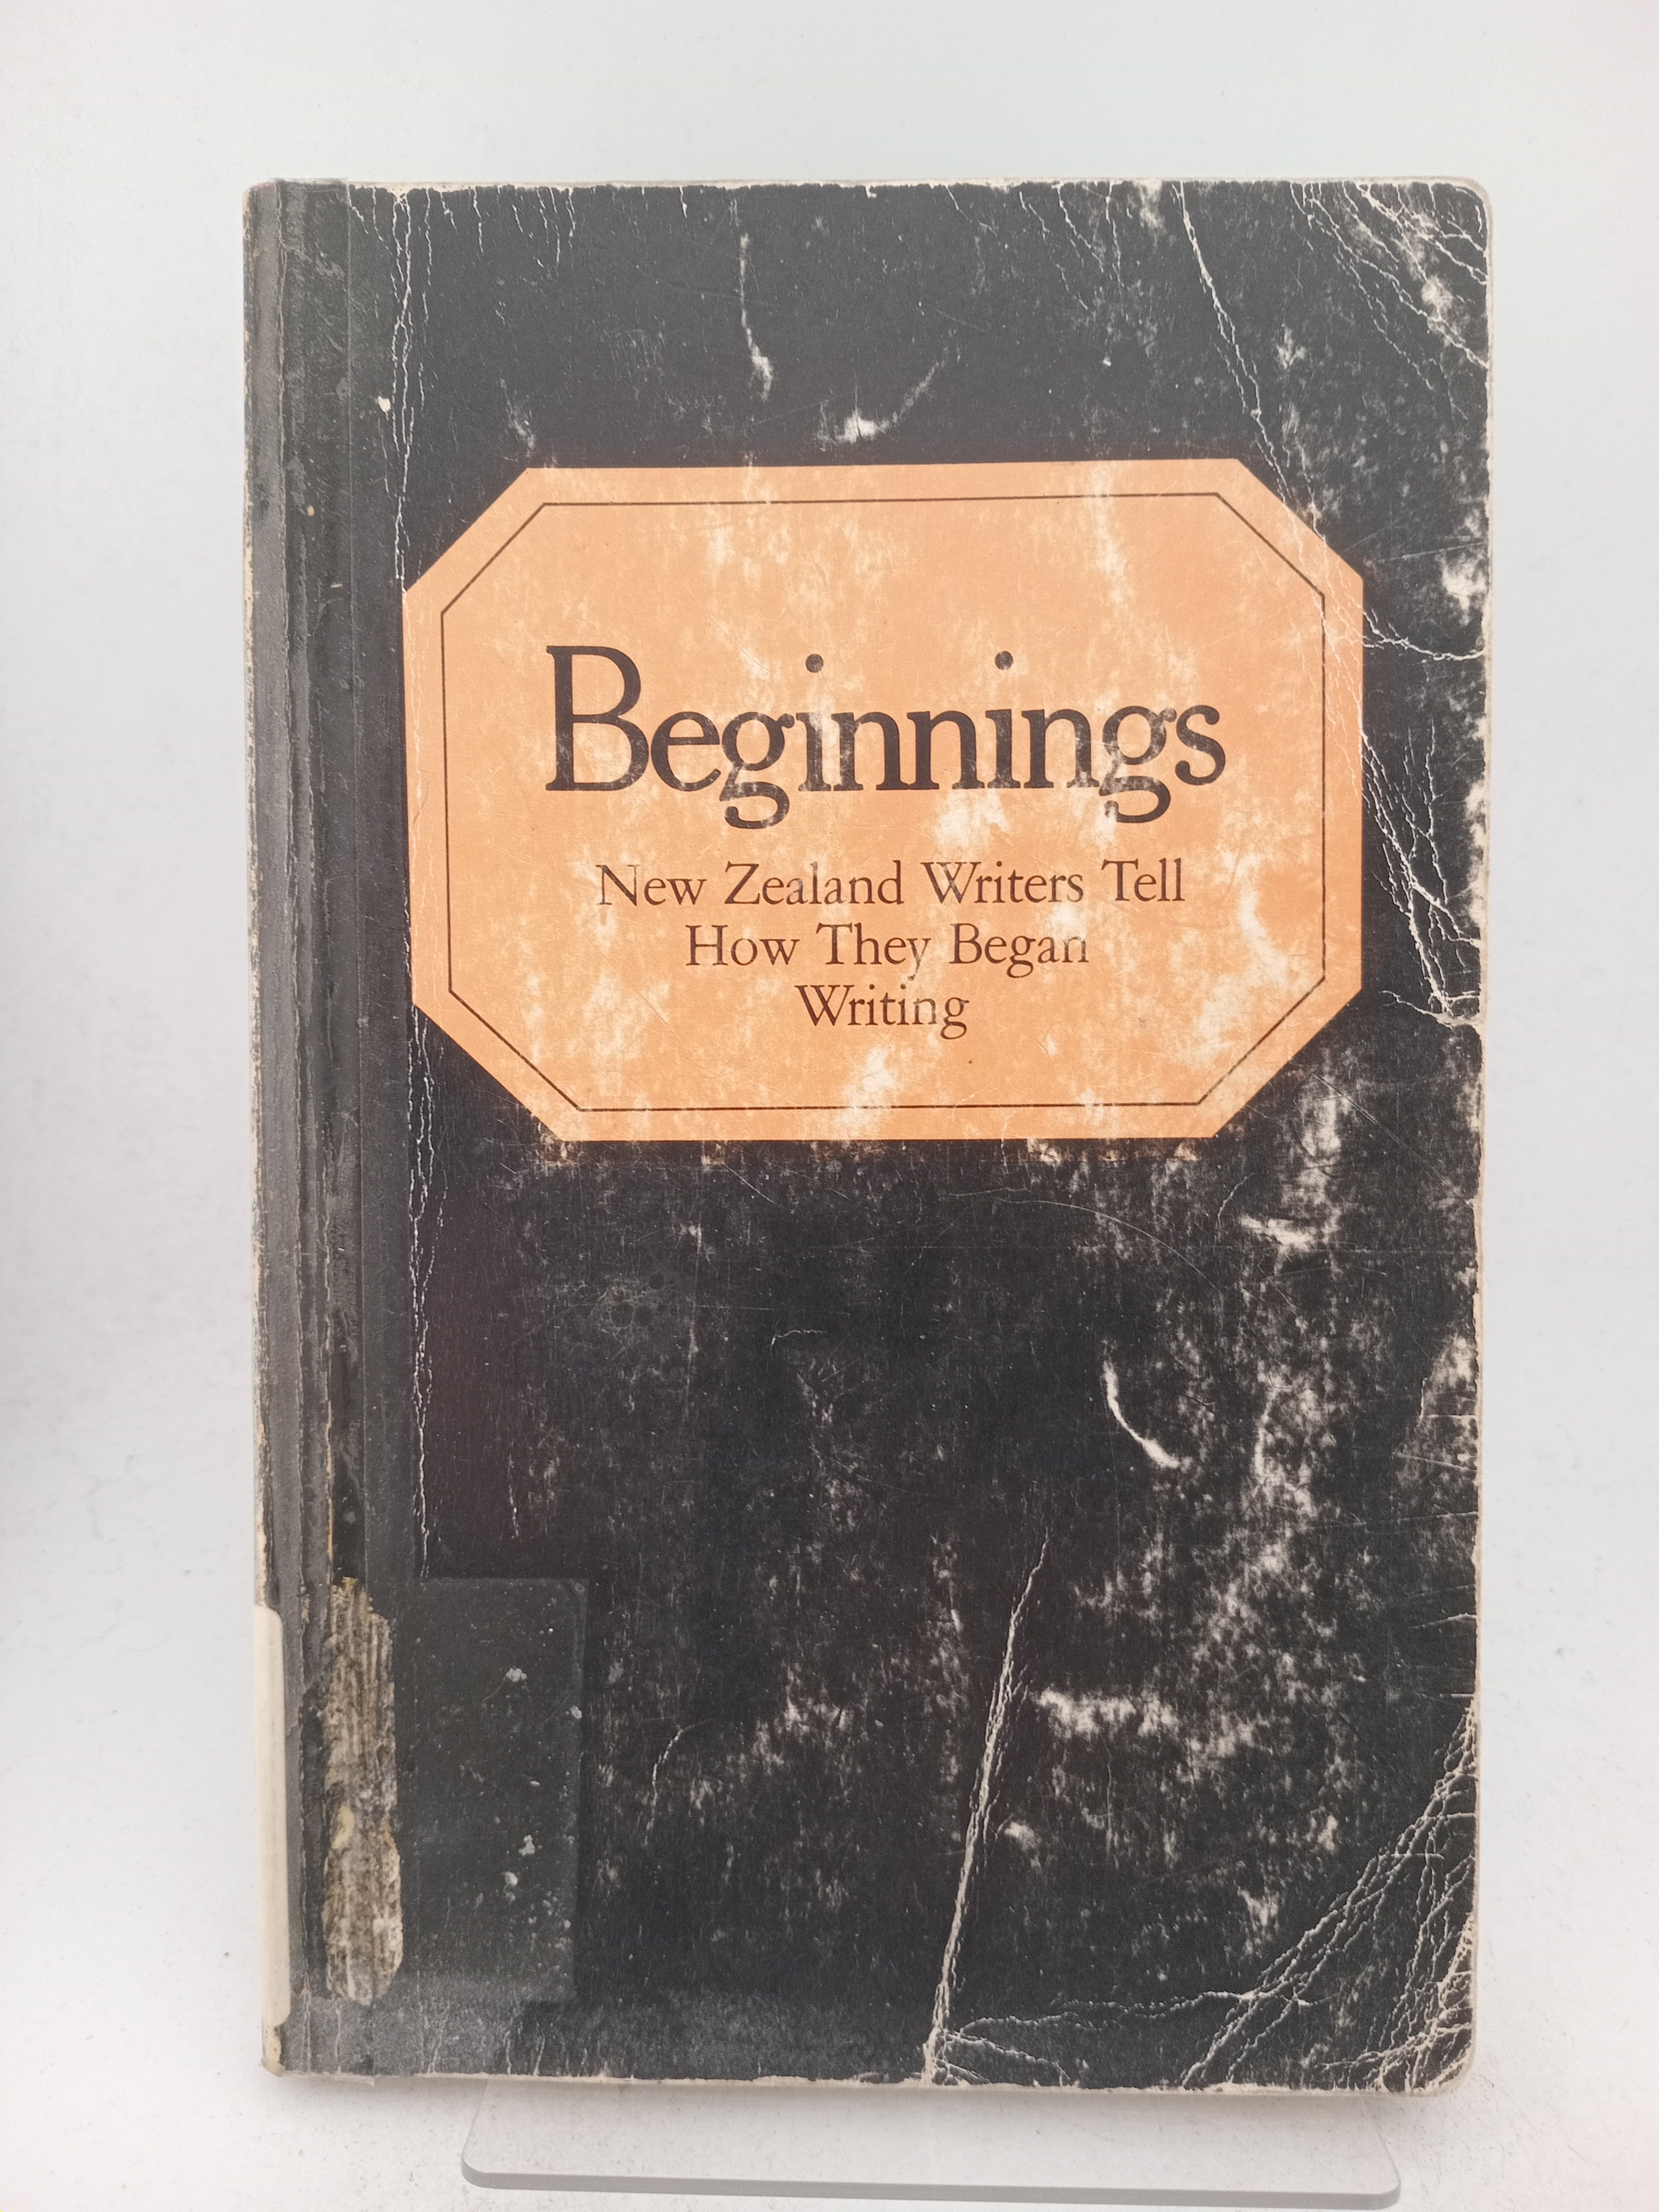 Beginnings
New Zealand Writers Tell
How They Began
Writing